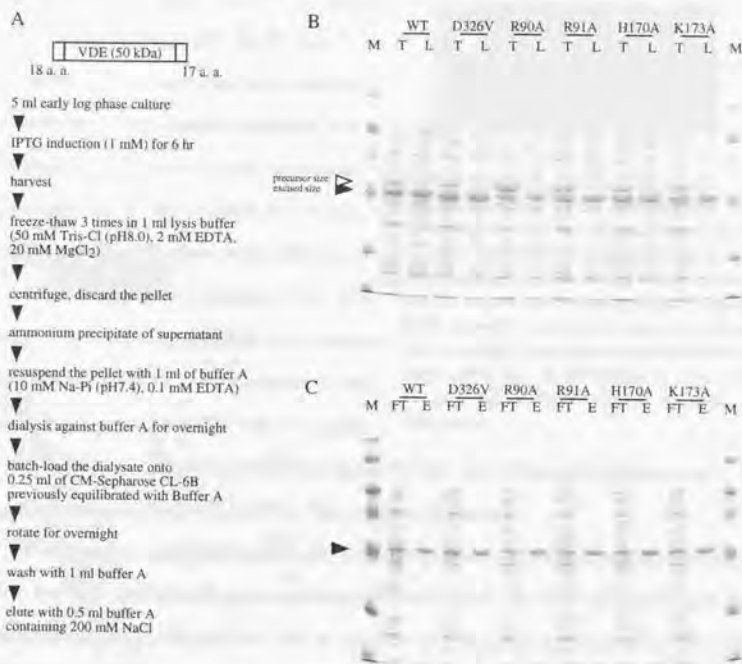 A
VDE (50 kDa)
18 a. a. 17 a. a.
5 ml early log phase culture
IPTG induction (1 mM) for 6 hr
harvest
freeze-thaw 3 times in 1 ml lysis buffer
(50 mM Tris-Cl (pH8.0), 2 mM EDTA,
20 mM MgCl2)
centrifuge, discard the pellet
ammonium precipitate of supernatant
resuspend the pellet with 1 ml of buffer A
(10 mM Na-Pi (pH7.4), 0.1 mM EDTA)
dialysis against buffer A for overnight
batch-load the dialysate onto
0.25 ml of CM-Sepharose CL-6B
previously equilibrated with Buffer A
rotate for overnight
wash with 1 ml buffer A
elute with 0.5 ml buffer A
containing 200 mM NaCl
B
WT D326V R90A R91A H170A K173A
M T L T L T L T L T L T L M
precursor size
excised size
C
WT D326V R90A R91A H170A K173A
M FT E FT E FT E FT E FT E FT E M